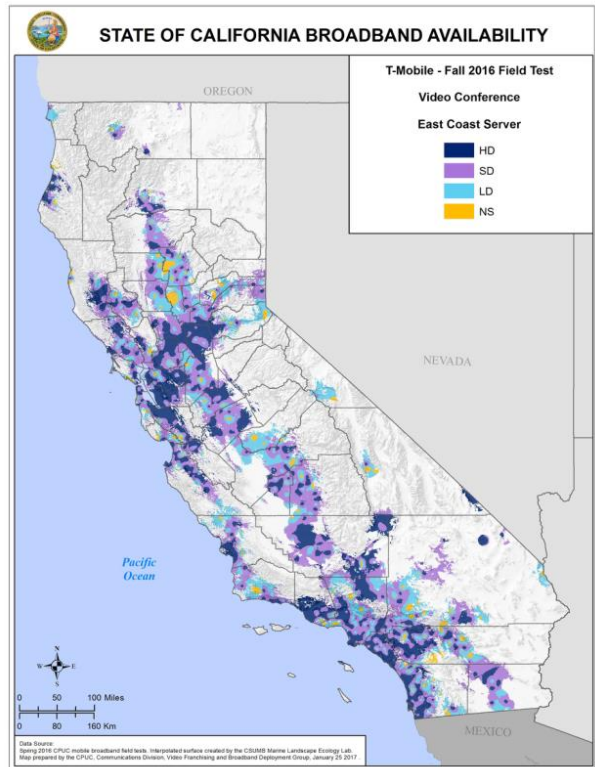 STATE OF CALIFORNIA BROADBAND AVAILABILITY
T-Mobile - Fall 2016 Field Test
Video Conference
East Coast Server
HD
SD
LD
NS
OREGON
NEVADA
Pacific
Ocean
N
W E
S
0 50 100 Miles
0 80 160 Km
MEXICO
Data Source:
Spring 2016 CPUC mobile broadband field tests. Interpolated surface created by the CSUMB Marine Landscape Ecology Lab.
Map prepared by the CPUC, Communications Division, Video Franchising and Broadband Deployment Group, January 25 2017.